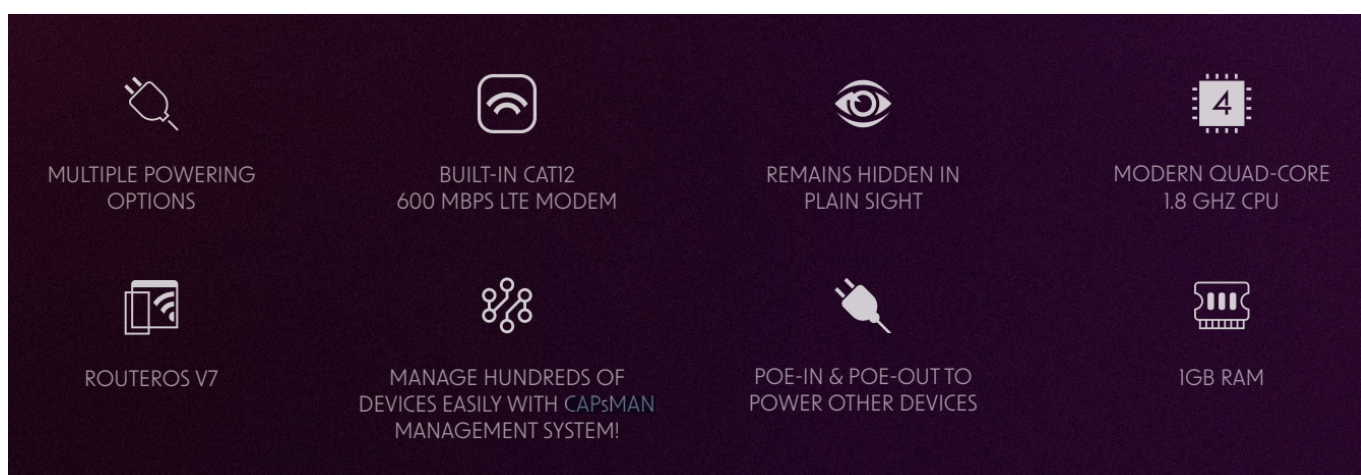 MULTIPLE POWERING
OPTIONS
BUILT-IN CAT12
600 MBPS LTE MODEM
REMAINS HIDDEN IN
PLAIN SIGHT
4
MODERN QUAD-CORE
1.8 GHZ CPU
ROUTEROS V7
MANAGE HUNDREDS OF
DEVICES EASILY WITH CAPsMAN
MANAGEMENT SYSTEM!
POE-IN & POE-OUT TO
POWER OTHER DEVICES
1GB RAM